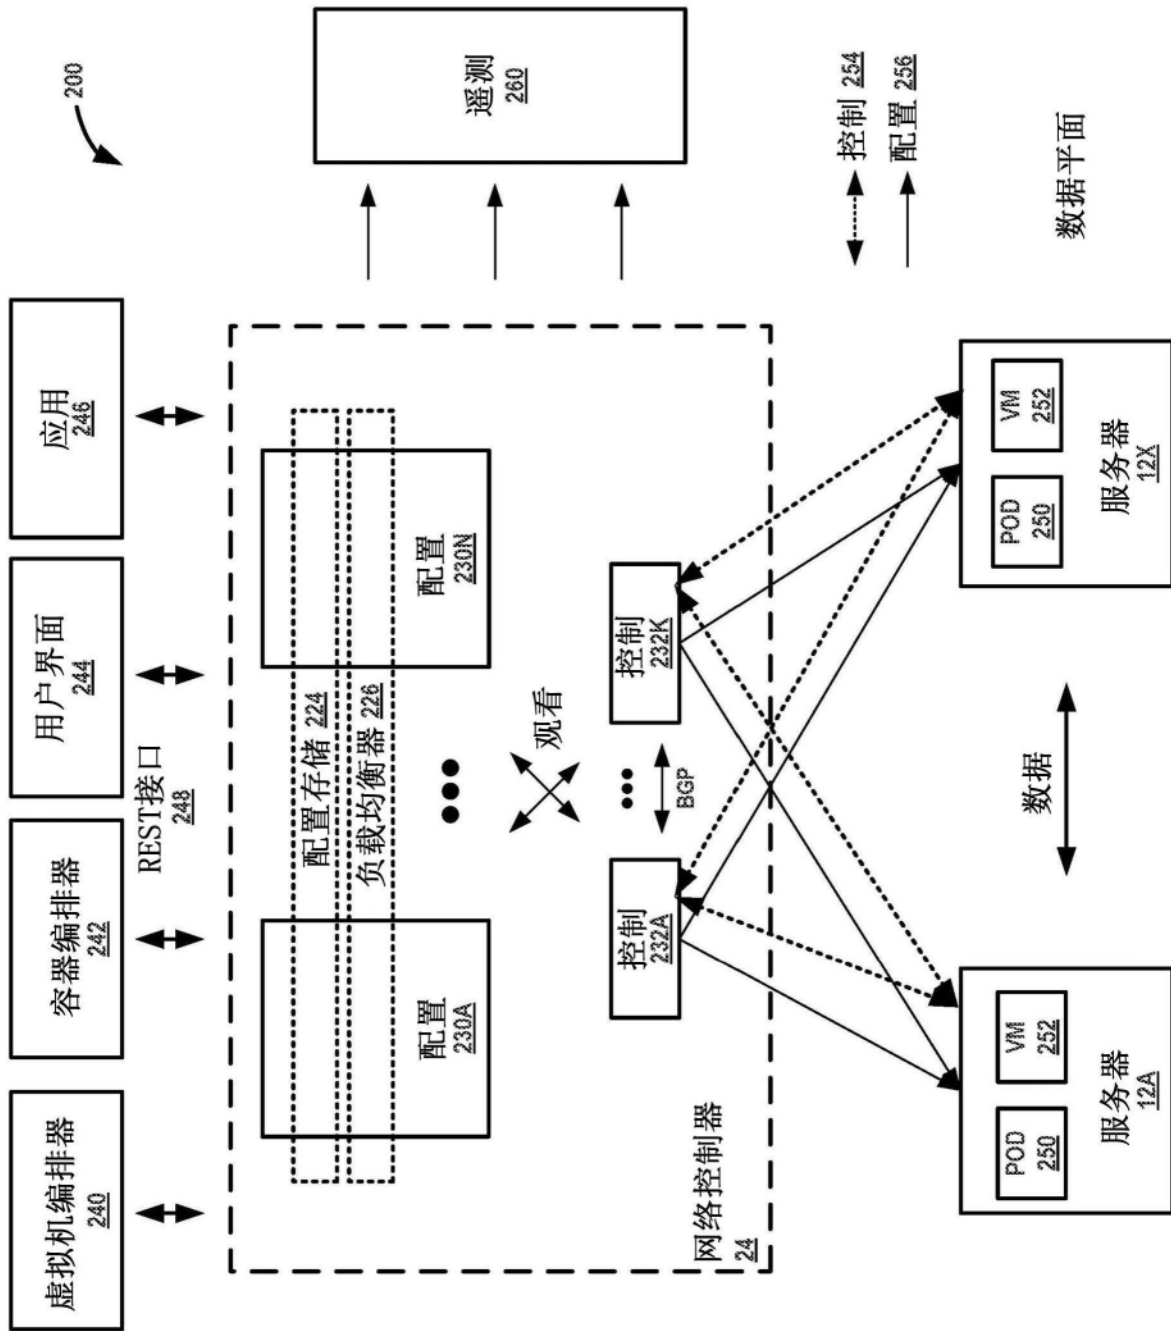 200
虚拟机编排器
240
容器编排器
242
用户界面
244
应用
246
REST接口
248
遥测
260
配置存储 224
负载均衡器 226
配置
230A
配置
230N
观看
控制
232A
BGP
控制
232K
网络控制器
24
控制 254
配置 256
数据平面
POD
250
VM
252
服务器
12A
数据
POD
250
VM
252
服务器
12X